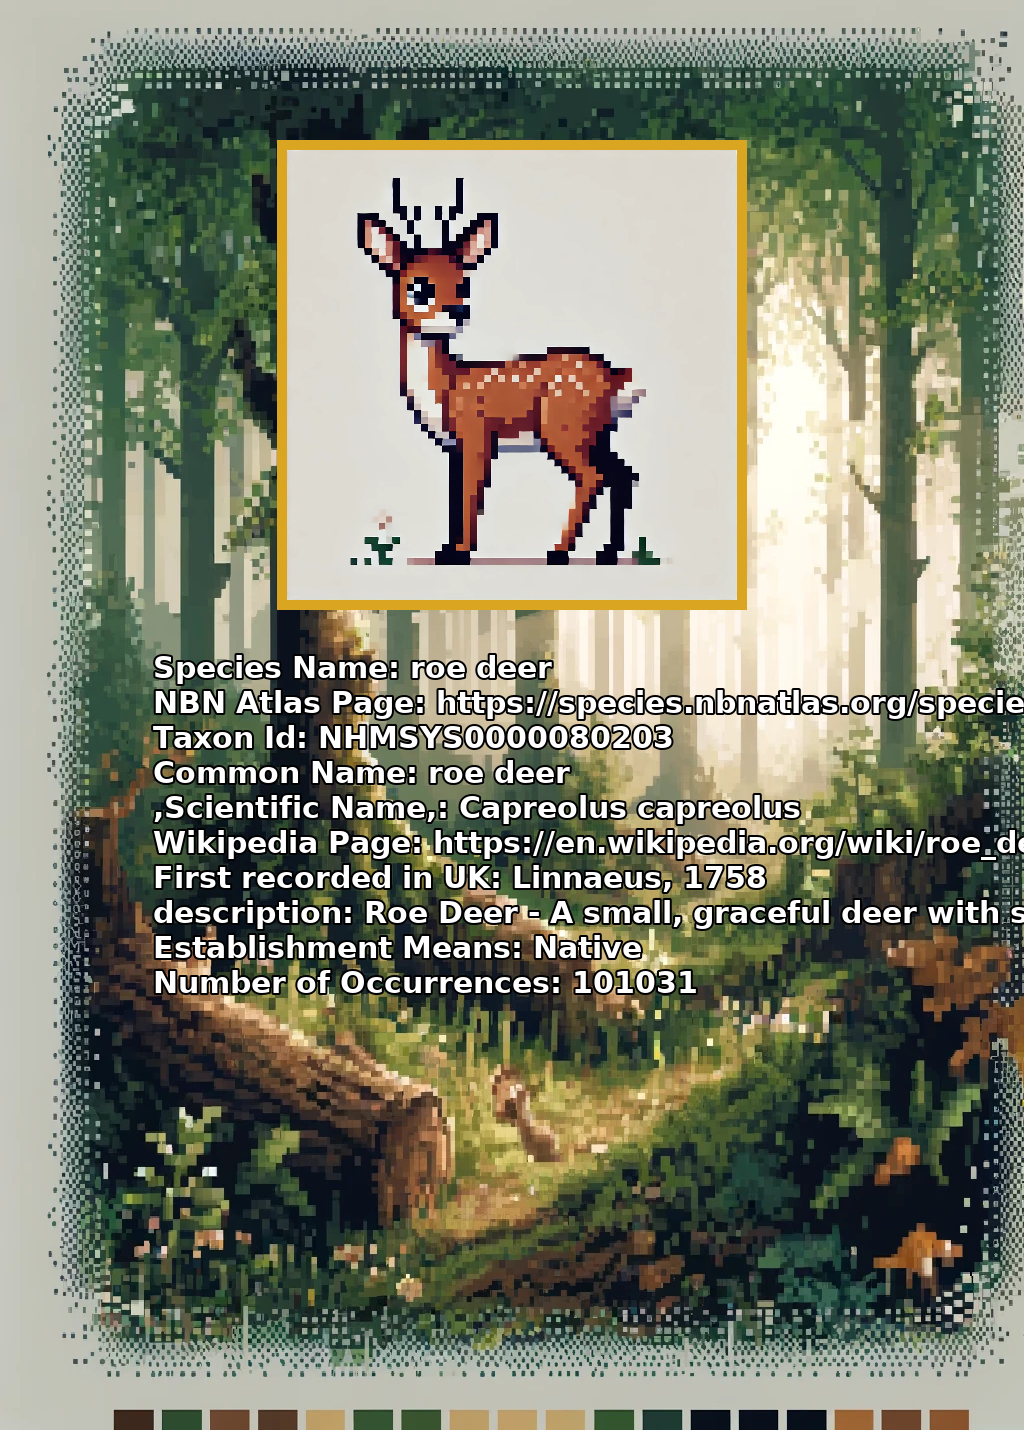 Species Name: roe deer
NBN Atlas Page: https://species.nbnatlas.org/specie
Taxon Id: NHMSYS0000080203
Common Name: roe deer
,Scientific Name,: Capreolus capreolus
Wikipedia Page: https://en.wikipedia.org/wiki/roe_de
First recorded in UK: Linnaeus, 1758
description: Roe Deer - A small, graceful deer with s
Establishment Means: Native
Number of Occurrences: 101031